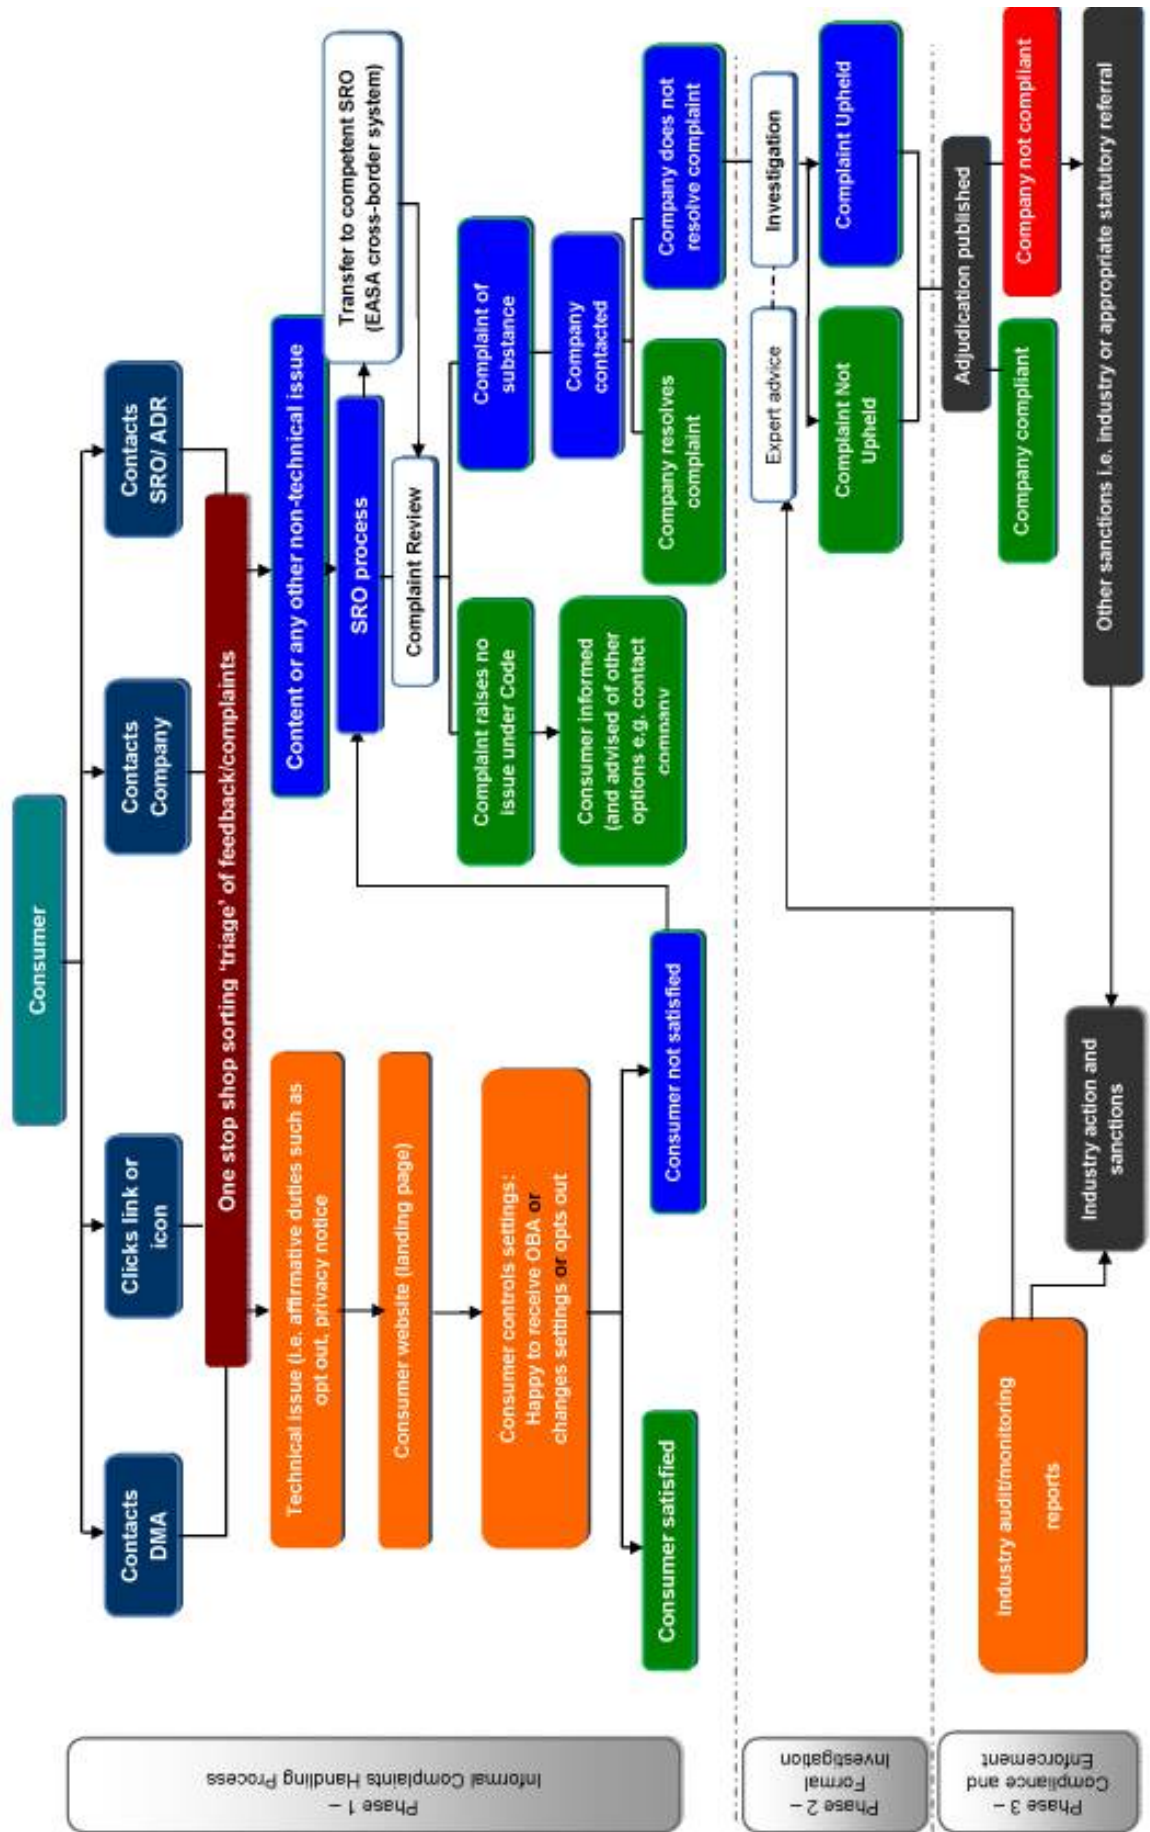 Consumer
Contacts
DMA
Clicks link or
icon
Contacts
Company
Contacts
SRO/ ADR
One stop shop sorting 'triage' of feedback/complaints
Technical issue (i.e. affirmative duties such as
opt out, privacy notice
Content or any other non-technical issue
Consumer website (landing page)
SRO process
Transfer to competent SRO
(EASA cross-border system)
Complaint Review
Consumer controls settings:
Happy to receive OBA or
changes settings or opts out
Complaint raises no
issue under Code
Complaint of
substance
Consumer informed
(and advised of other
options e.g. contact
company
Company
contacted
Consumer satisfied
Consumer not satisfied
Company resolves
complaint
Company does not
resolve complaint
Phase 1 –
Informal Complaints Handling Process
Expert advice
Investigation
Complaint Not
Upheld
Complaint Upheld
Phase 2 –
Formal
Investigation
Adjudication published
Industry audit/monitoring
reports
Company compliant
Company not compliant
Industry action and
sanctions
Other sanctions i.e. industry or appropriate statutory referral
Phase 3 –
Compliance and
Enforcement